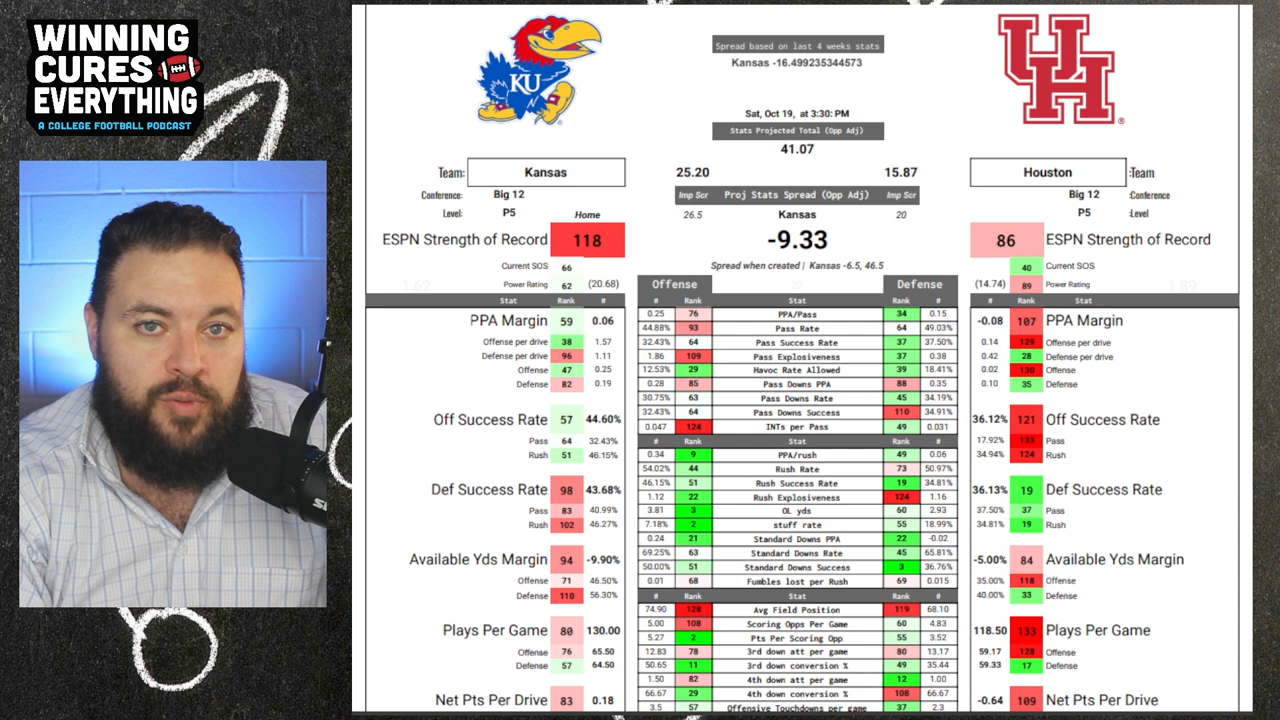 WINNING
CURES
EVERYTHING
A COLLEGE FOOTBALL PODCAST
KU
UH
Spread based on last 4 weeks stats
Kansas -16.499235344573
Sat, Oct 19, at 3:30: PM
Stats Projected Total (Opp Adj)
41.07
Team: Kansas 25.20 15.87 Houston :Team
Conference: Big 12 Imp Scr Proj Stats Spread (Opp Adj) Imp Scr Big 12 :Conference
Level: P5 Home 26.5 Kansas 20 P5 :Level
ESPN Strength of Record 118 -9.33 86 ESPN Strength of Record
Current SOS 66 Spread when created | Kansas -6.5, 46.5 40 Current SOS
1.62 Power Rating 62 (20.68) Offense 27 Defense (14.74) 89 Power Rating 1.89
Stat Rank # # Rank Stat Rank # # Rank Stat
PPA Margin 59 0.06 -0.08 107 PPA Margin
Offense per drive 38 1.57 0.14 129 Offense per drive
Defense per drive 96 1.11 0.42 28 Defense per drive
Offense 47 0.25 0.02 130 Offense
Defense 82 0.19 0.10 35 Defense
Off Success Rate 57 44.60% 36.12% 121 Off Success Rate
Pass 64 32.43% 17.92% 133 Pass
Rush 51 46.15% 34.94% 124 Rush
Def Success Rate 98 43.68% 36.13% 19 Def Success Rate
Pass 83 40.99% 37.50% 37 Pass
Rush 102 46.27% 34.81% 19 Rush
Available Yds Margin 94 -9.90% -5.00% 84 Available Yds Margin
Offense 71 46.50% 35.00% 118 Offense
Defense 110 56.30% 40.00% 33 Defense
Plays Per Game 80 130.00 118.50 133 Plays Per Game
Offense 76 65.50 59.17 128 Offense
Defense 57 64.50 59.33 17 Defense
Net Pts Per Drive 83 0.18 -0.64 109 Net Pts Per Drive
0.25 76 PPA/Pass 34 0.15
44.88% 93 Pass Rate 64 49.03%
32.43% 64 Pass Success Rate 37 37.50%
1.86 109 Pass Explosiveness 37 0.38
12.53% 29 Havoc Rate Allowed 39 18.41%
0.28 85 Pass Downs PPA 88 0.35
30.75% 63 Pass Downs Rate 45 34.19%
32.43% 64 Pass Downs Success 110 34.91%
0.047 124 INTs per Pass 49 0.031
# Rank Stat Rank #
0.34 9 PPA/rush 49 0.06
54.02% 44 Rush Rate 73 50.97%
46.15% 51 Rush Success Rate 19 34.81%
1.12 22 Rush Explosiveness 124 1.16
3.81 3 OL yds 60 2.93
7.18% 2 stuff rate 55 18.99%
0.24 21 Standard Downs PPA 22 -0.02
69.25% 63 Standard Downs Rate 45 65.81%
50.00% 51 Standard Downs Success 3 36.76%
0.01 68 Fumbles lost per Rush 69 0.015
# Rank Stat Rank #
74.90 128 Avg Field Position 119 68.10
5.00 108 Scoring Opps Per Game 60 4.83
5.27 2 Pts Per Scoring Opp 55 3.52
12.83 78 3rd down att per game 80 13.17
50.65 11 3rd down conversion % 49 35.44
1.50 82 4th down att per game 12 1.00
66.67 29 4th down conversion % 108 66.67
3.5 57 Offensive Touchdowns per game 37 2.3